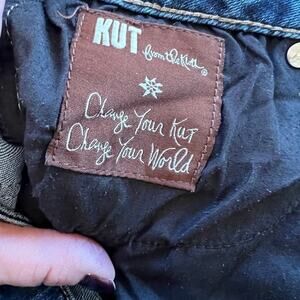 KUT from the Kloth ®
Change Your Kut
Change Your World